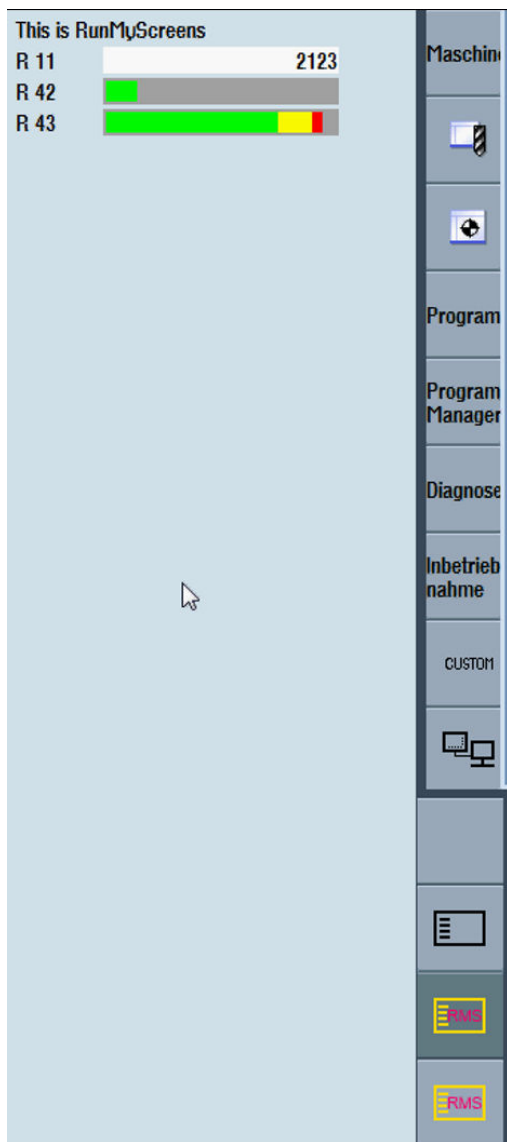 This is RunMyScreens
R 11 2123
R 42
R 43
Maschin
Program
Program
Manager
Diagnose
Inbetrieb
nahme
CUSTOM
RMS
RMS